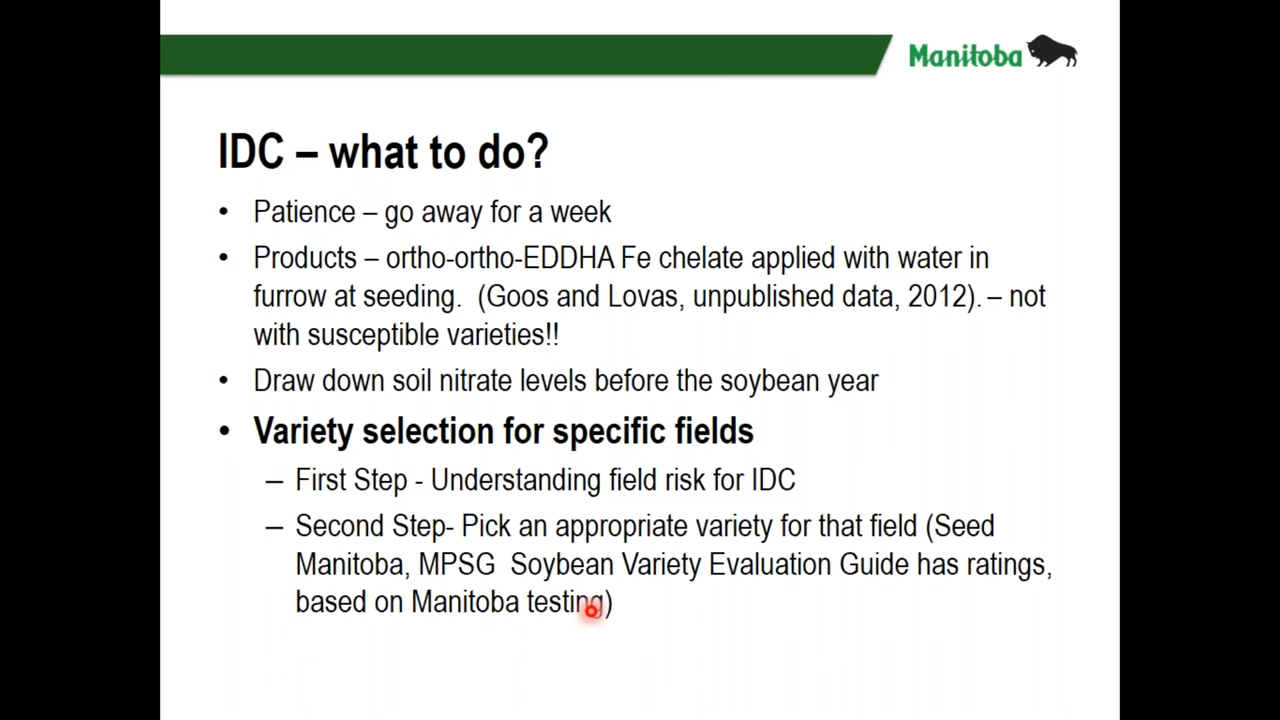 Manitoba
IDC – what to do?
• Patience – go away for a week
• Products – ortho-ortho-EDDHA Fe chelate applied with water in
furrow at seeding.  (Goos and Lovas, unpublished data, 2012). – not
with susceptible varieties!!
• Draw down soil nitrate levels before the soybean year
• Variety selection for specific fields
– First Step - Understanding field risk for IDC
– Second Step- Pick an appropriate variety for that field (Seed
Manitoba, MPSG  Soybean Variety Evaluation Guide has ratings,
based on Manitoba testing)